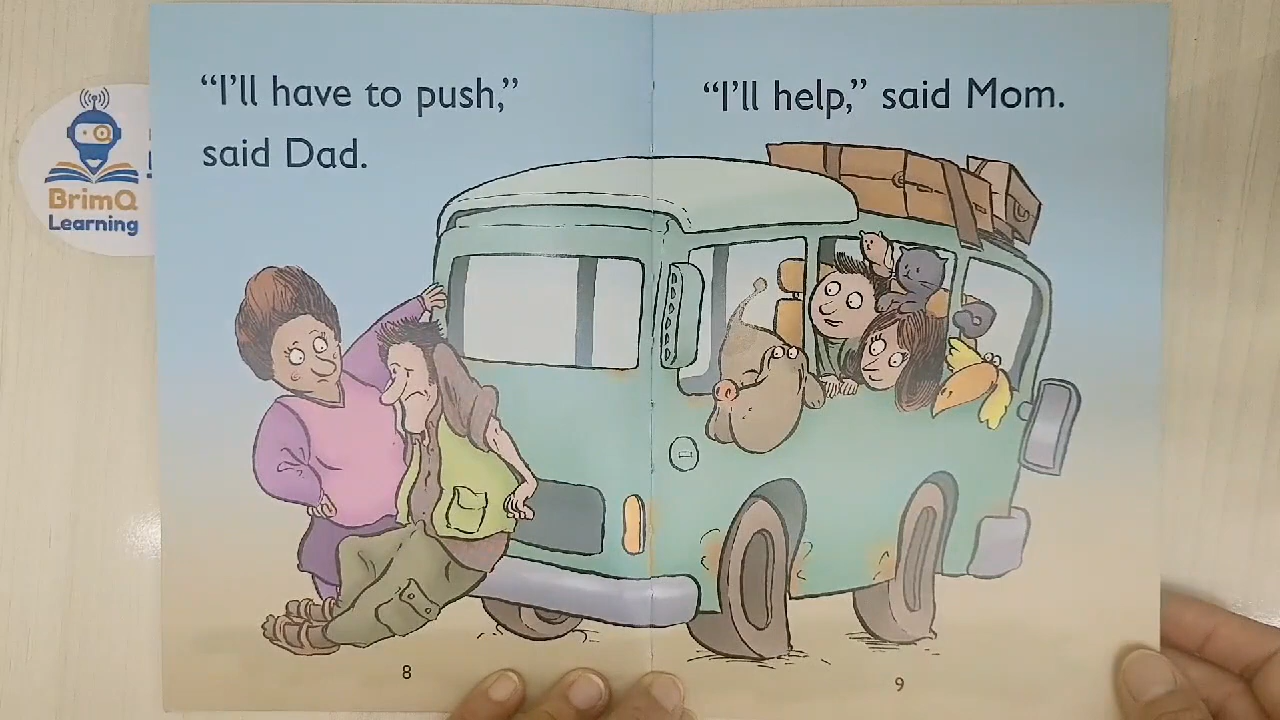 “I’ll have to push,”
said Dad.
“I’ll help,” said Mom.
BrimQ
Learning
8
9